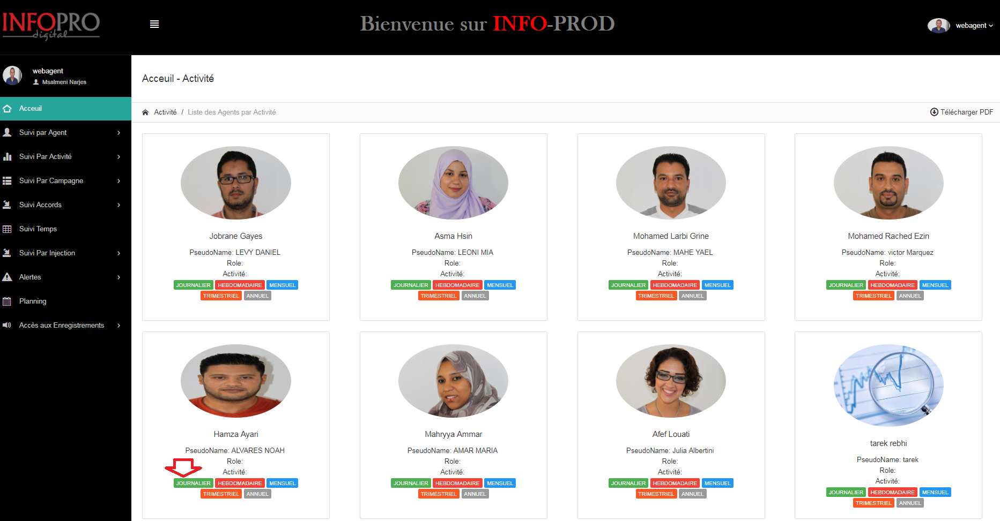 INFOPRO
digital
Bienvenue sur INFO-PROD
webagent
webagent
Msalmeni Narjes
Acceuil
Suivi par Agent
Suivi Par Activité
Suivi Par Campagne
Suivi Accords
Suivi Temps
Suivi Par Injection
Alertes
Planning
Accès aux Enregistrements
Acceuil - Activité
Activité / Liste des Agents par Activité
Télécharger PDF
Jobrane Gayes
PseudoName: LEVY DANIEL
Role:
Activité:
JOURNALIER HEBDOMADAIRE MENSUEL
TRIMESTRIEL ANNUEL
Asma Hsin
PseudoName: LEONI MIA
Role:
Activité:
JOURNALIER HEBDOMADAIRE MENSUEL
TRIMESTRIEL ANNUEL
Mohamed Larbi Grine
PseudoName: MAHE YAEL
Role:
Activité:
JOURNALIER HEBDOMADAIRE MENSUEL
TRIMESTRIEL ANNUEL
Mohamed Rached Ezin
PseudoName: victor Marquez
Role:
Activité:
JOURNALIER HEBDOMADAIRE MENSUEL
TRIMESTRIEL ANNUEL
Hamza Ayari
PseudoName: ALVARES NOAH
Role:
Activité:
JOURNALIER HEBDOMADAIRE MENSUEL
TRIMESTRIEL ANNUEL
Mahryya Ammar
PseudoName: AMAR MARIA
Role:
Activité:
JOURNALIER HEBDOMADAIRE MENSUEL
TRIMESTRIEL ANNUEL
Afef Louati
PseudoName: Julia Albertini
Role:
Activité:
JOURNALIER HEBDOMADAIRE MENSUEL
TRIMESTRIEL ANNUEL
tarek rebhi
PseudoName: tarek
Role:
Activité:
JOURNALIER HEBDOMADAIRE MENSUEL
TRIMESTRIEL ANNUEL